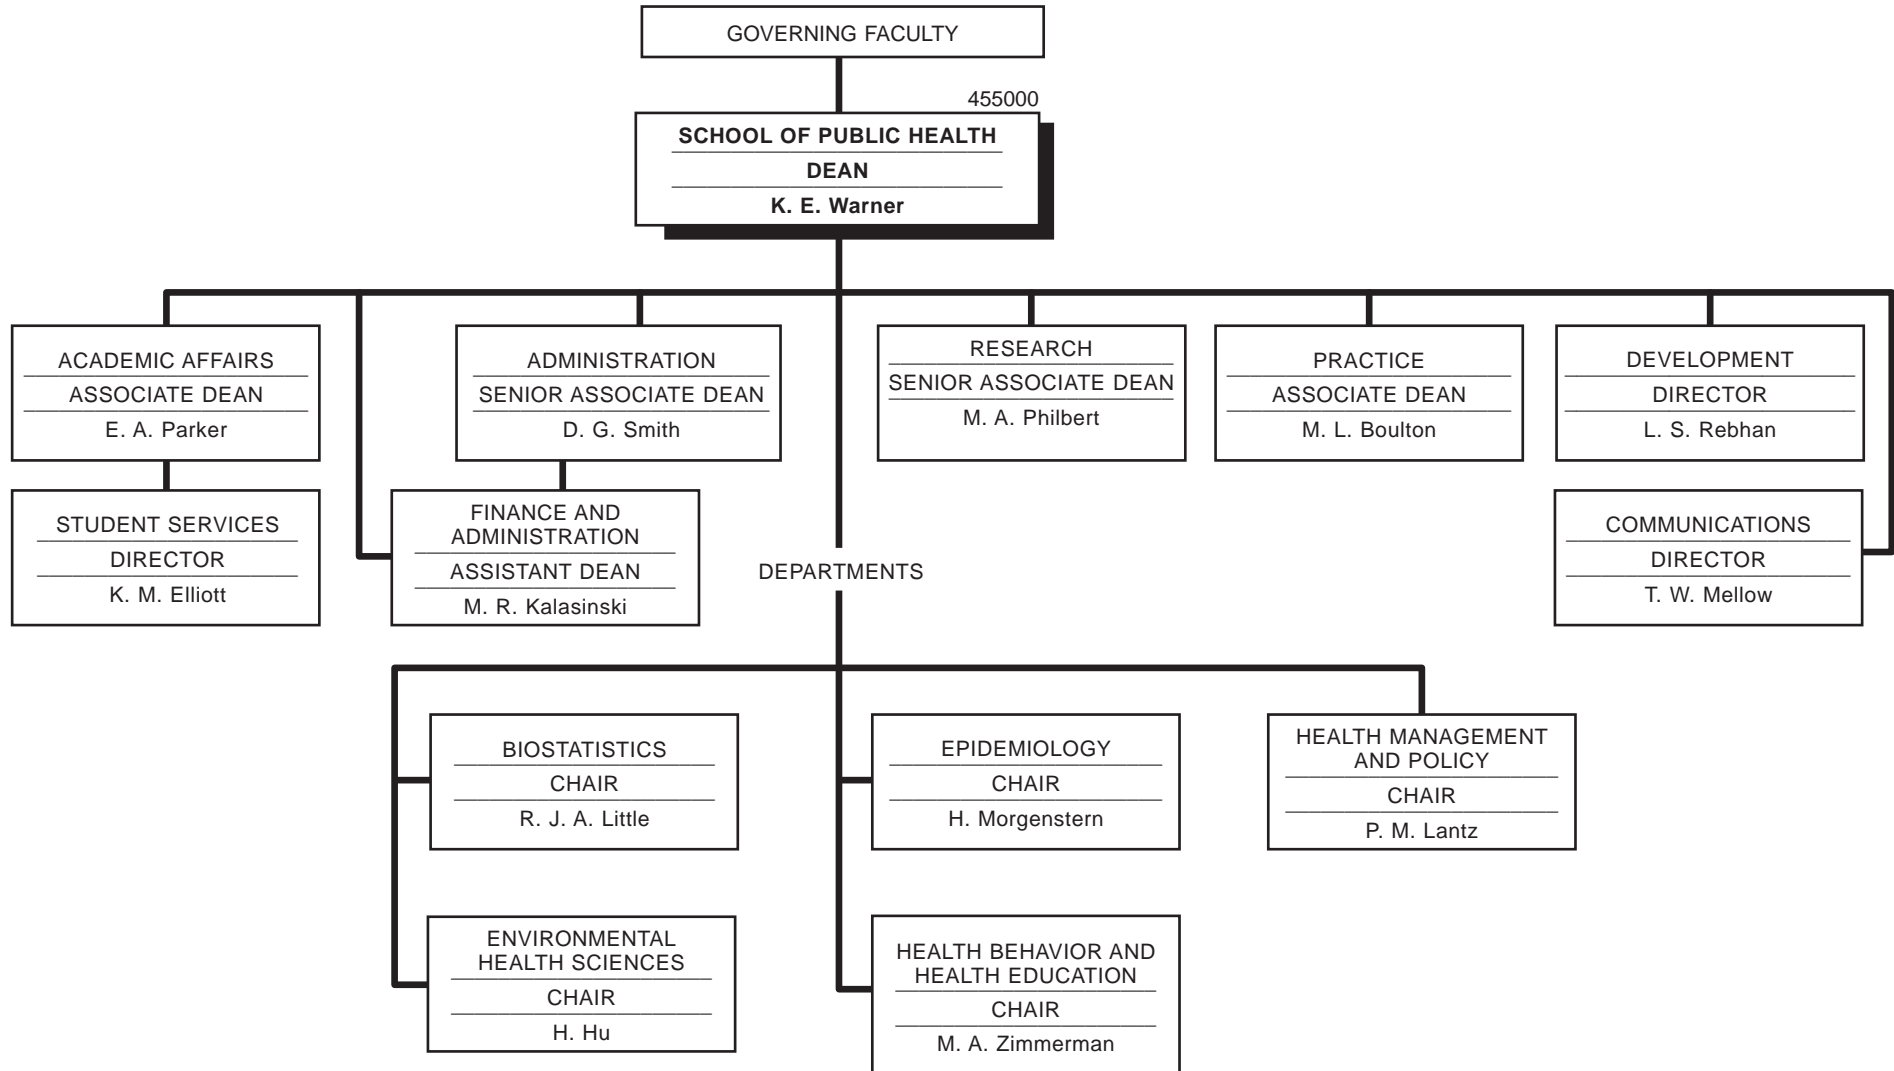 GOVERNING FACULTY
455000
SCHOOL OF PUBLIC HEALTH
DEAN
K. E. Warner
ACADEMIC AFFAIRS
ASSOCIATE DEAN
E. A. Parker
ADMINISTRATION
SENIOR ASSOCIATE DEAN
D. G. Smith
RESEARCH
SENIOR ASSOCIATE DEAN
M. A. Philbert
PRACTICE
ASSOCIATE DEAN
M. L. Boulton
DEVELOPMENT
DIRECTOR
L. S. Rebhan
STUDENT SERVICES
DIRECTOR
K. M. Elliott
FINANCE AND
ADMINISTRATION
ASSISTANT DEAN
M. R. Kalasinski
DEPARTMENTS
COMMUNICATIONS
DIRECTOR
T. W. Mellow
BIOSTATISTICS
CHAIR
R. J. A. Little
EPIDEMIOLOGY
CHAIR
H. Morgenstern
HEALTH MANAGEMENT
AND POLICY
CHAIR
P. M. Lantz
ENVIRONMENTAL
HEALTH SCIENCES
CHAIR
H. Hu
HEALTH BEHAVIOR AND
HEALTH EDUCATION
CHAIR
M. A. Zimmerman